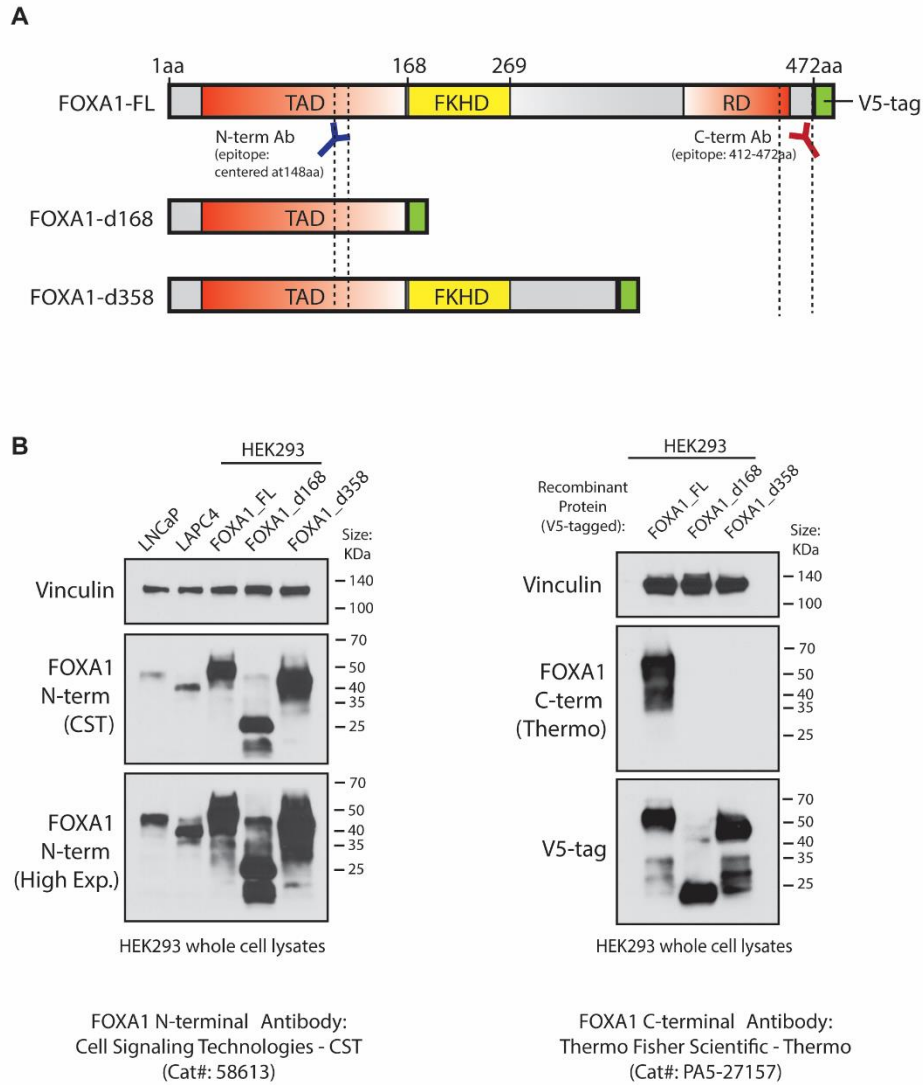 A
1aa 168 269 472aa
FOXA1-FL TAD FKHD RD V5-tag
N-term Ab
(epitope:
centered at148aa)
C-term Ab
(epitope: 412-472aa)
FOXA1-d168 TAD
FOXA1-d358 TAD FKHD
B
HEK293
LNCaP LAPC4 FOXA1_FL FOXA1_d168 FOXA1_d358
Size:
KDa
Vinculin
140
100
FOXA1
N-term
(CST)
70
50
40
35
25
FOXA1
N-term
(High Exp.)
70
50
40
35
25
HEK293 whole cell lysates
FOXA1 N-terminal Antibody:
Cell Signaling Technologies - CST
(Cat#: 58613)
HEK293
Recombinant
Protein
(V5-tagged):
FOXA1_FL FOXA1_d168 FOXA1_d358
Size:
KDa
Vinculin
140
100
FOXA1
C-term
(Thermo)
70
50
40
35
25
V5-tag
70
50
40
35
25
HEK293 whole cell lysates
FOXA1 C-terminal Antibody:
Thermo Fisher Scientific - Thermo
(Cat#: PA5-27157)